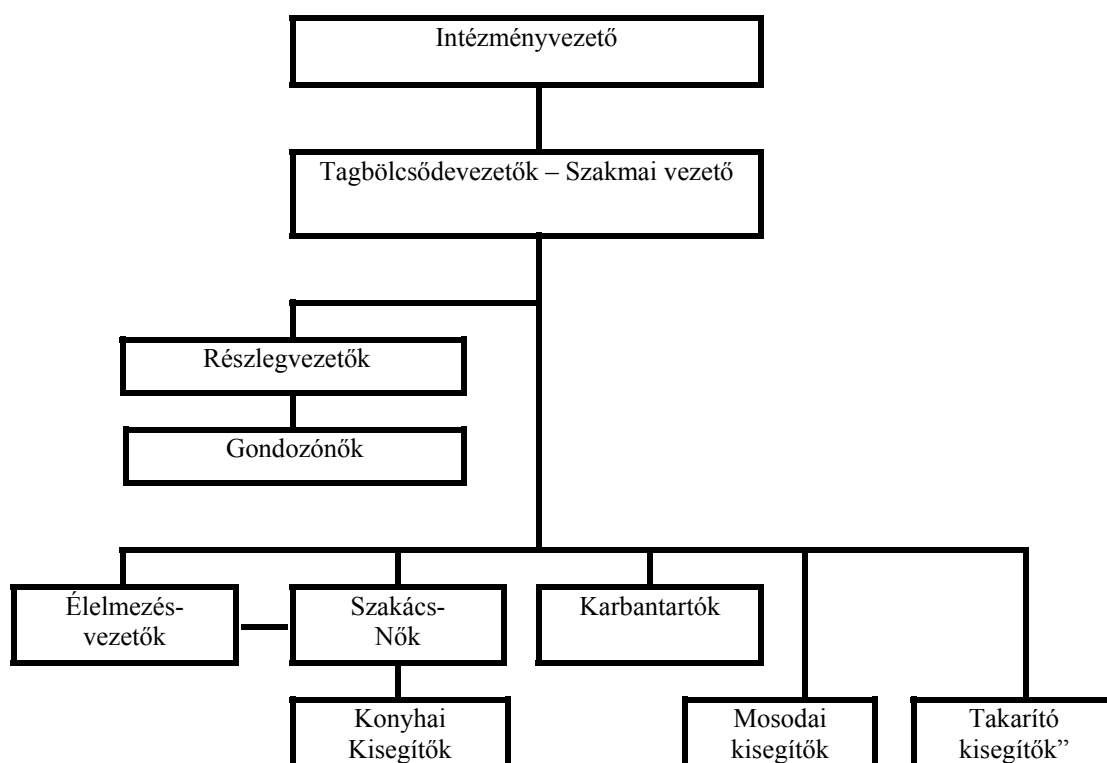 Intézményvezető
Tagbölcsődevezetők – Szakmai vezető
Részlegvezetők
Gondozónők
Élelmezés-
vezetők
Szakács-
Nők
Karbantartók
Konyhai
Kisegítők
Mosodai
kisegítők
Takarító
kisegítők”